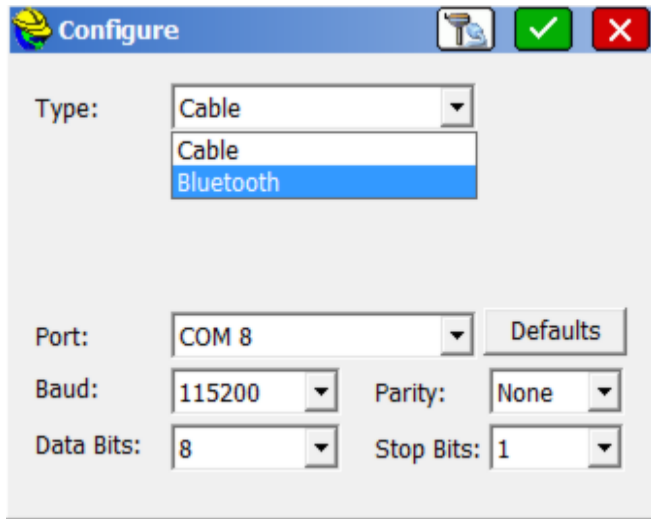 Configure
Type: Cable
Cable
Bluetooth
Port: COM 8 Defaults
Baud: 115200 Parity: None
Data Bits: 8 Stop Bits: 1